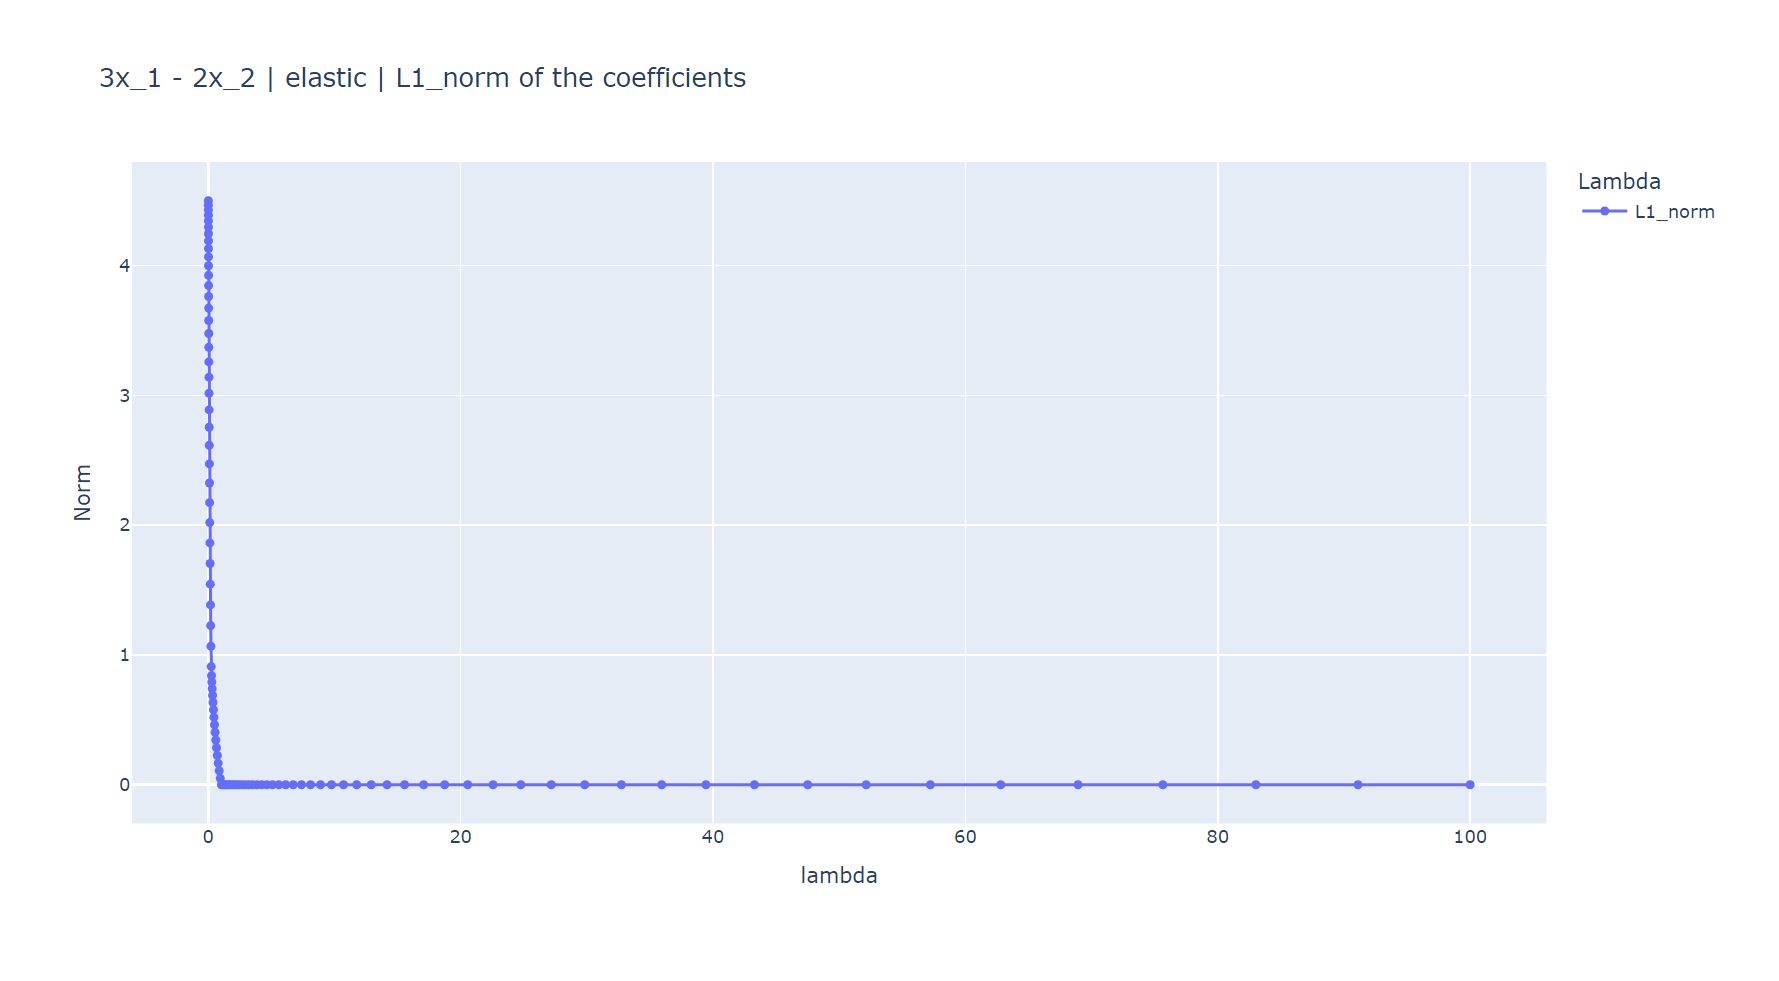 3x_1 - 2x_2 | elastic | L1_norm of the coefficients
Lambda
L1_norm
4
3
2
1
0
Norm
0 20 40 60 80 100
lambda